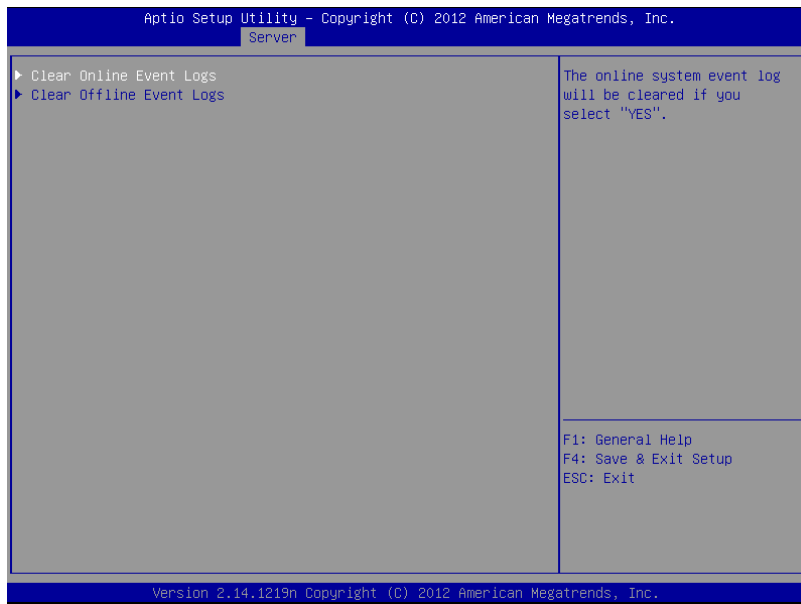 Aptio Setup Utility – Copyright (C) 2012 American Megatrends, Inc.
Server
Clear Online Event Logs
Clear Offline Event Logs
The online system event log
will be cleared if you
select "YES".
F1: General Help
F4: Save & Exit Setup
ESC: Exit
Version 2.14.1219n Copyright (C) 2012 American Megatrends, Inc.